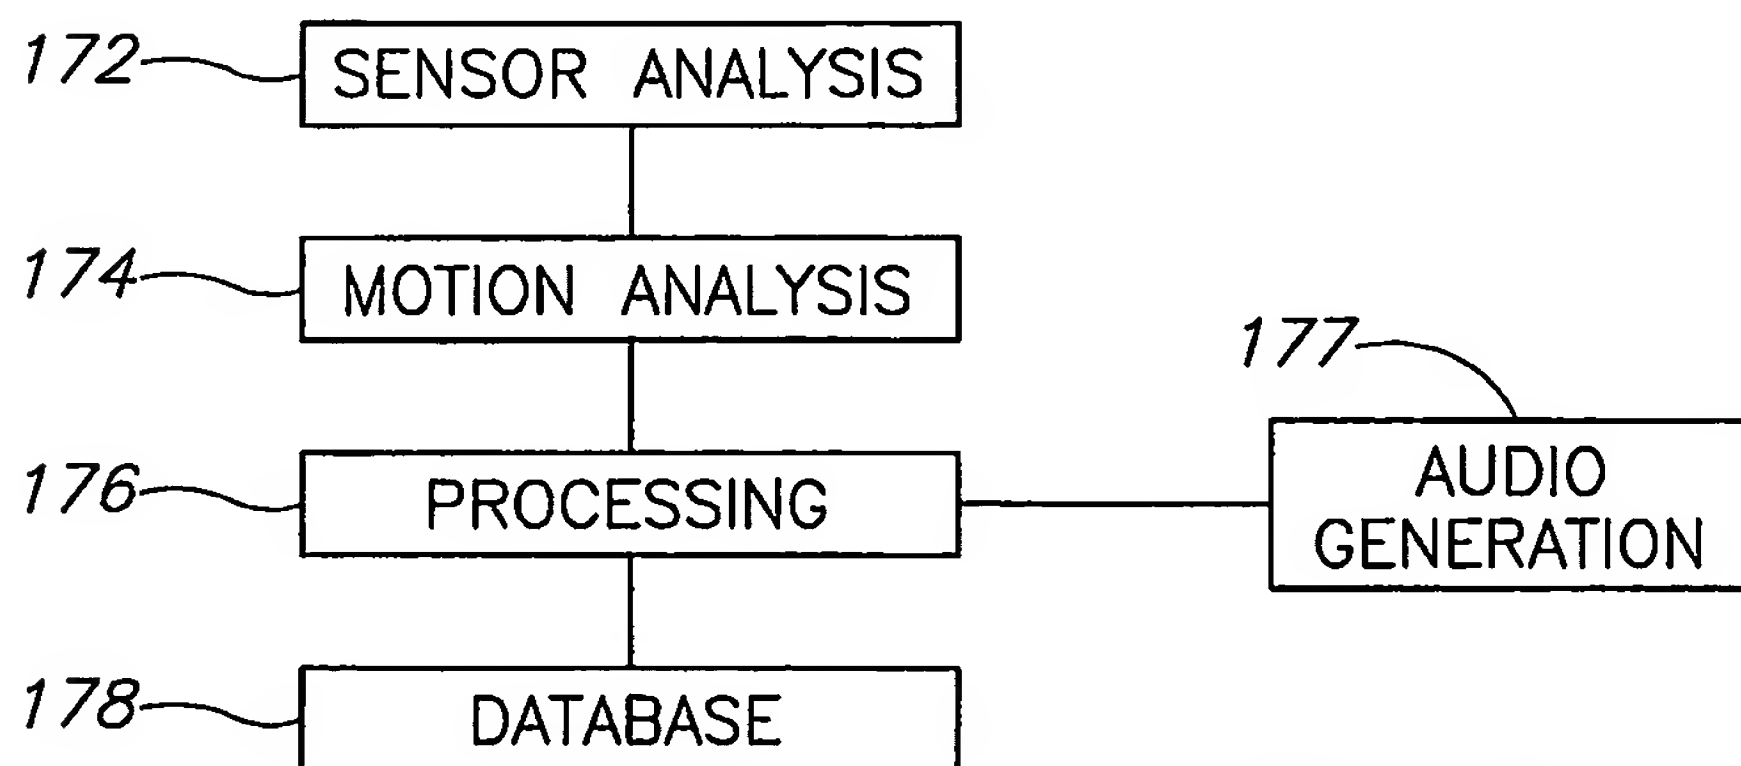 172
SENSOR ANALYSIS
174
MOTION ANALYSIS
177
176
PROCESSING
AUDIO
GENERATION
178
DATABASE